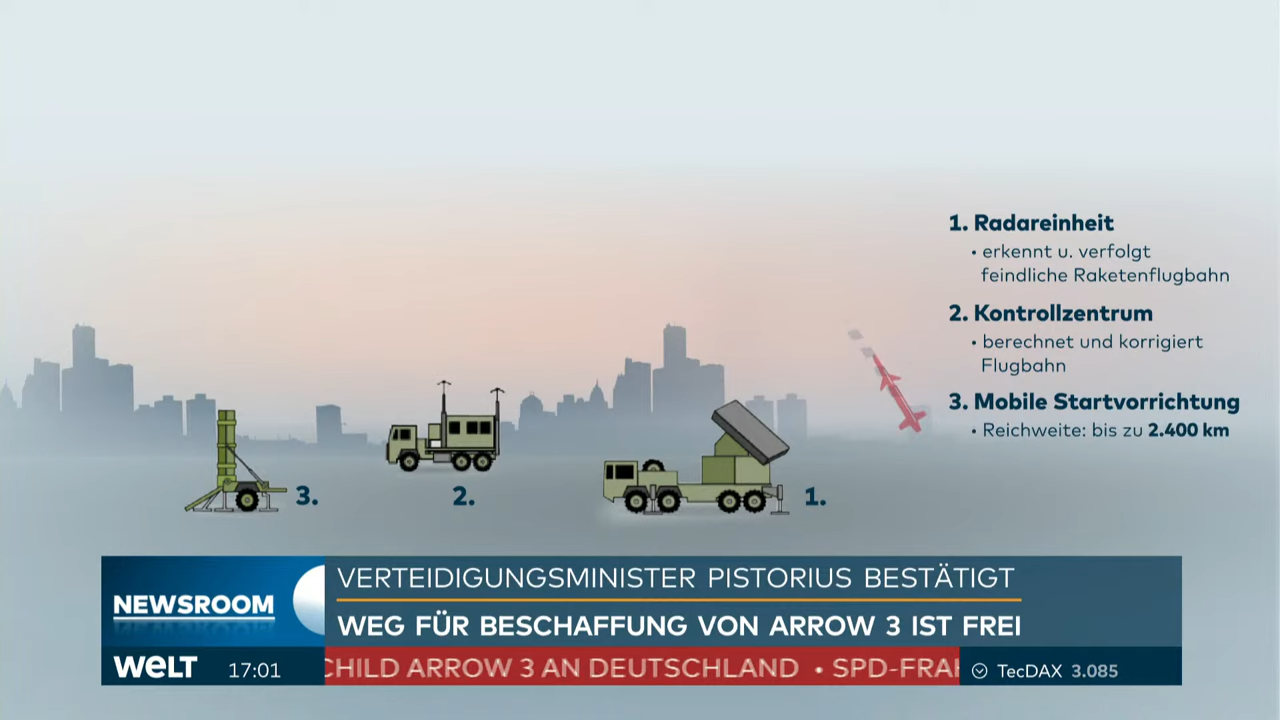 1. Radareinheit
• erkennt u. verfolgt
feindliche Raketenflugbahn
2. Kontrollzentrum
• berechnet und korrigiert
Flugbahn
3. Mobile Startvorrichtung
• Reichweite: bis zu 2.400 km
3.
2.
1.
NEWSROOM
VERTEIDIGUNGSMINISTER PISTORIUS BESTÄTIGT
WEG FÜR BESCHAFFUNG VON ARROW 3 IST FREI
WELT 17:01
CHILD ARROW 3 AN DEUTSCHLAND • SPD-FRA
TecDAX 3.085